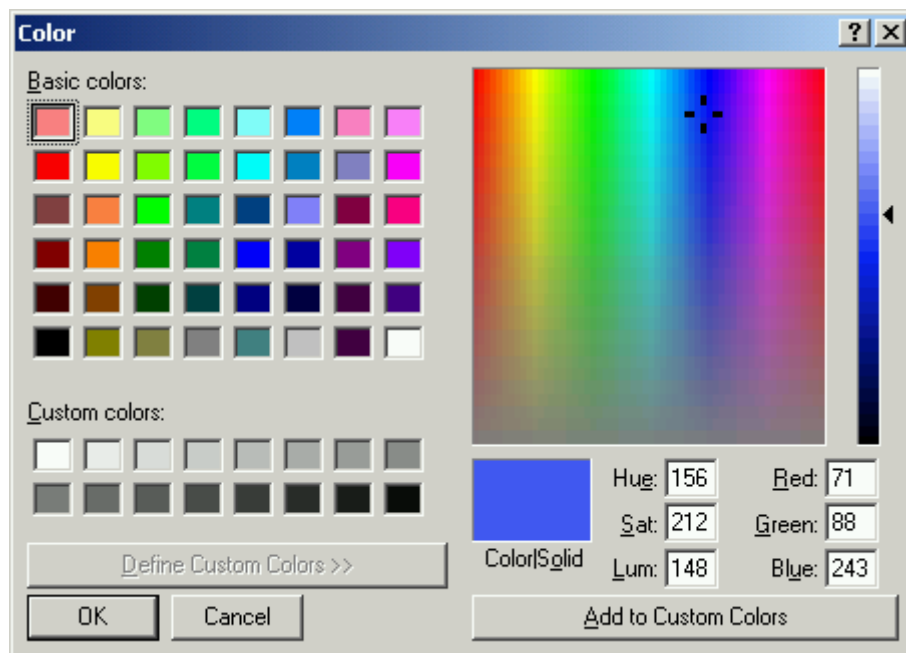 Color
Basic colors:
Custom colors:
Define Custom Colors >>
OK Cancel
Color|Solid
Hue: 156 Red: 71
Sat: 212 Green: 88
Lum: 148 Blue: 243
Add to Custom Colors